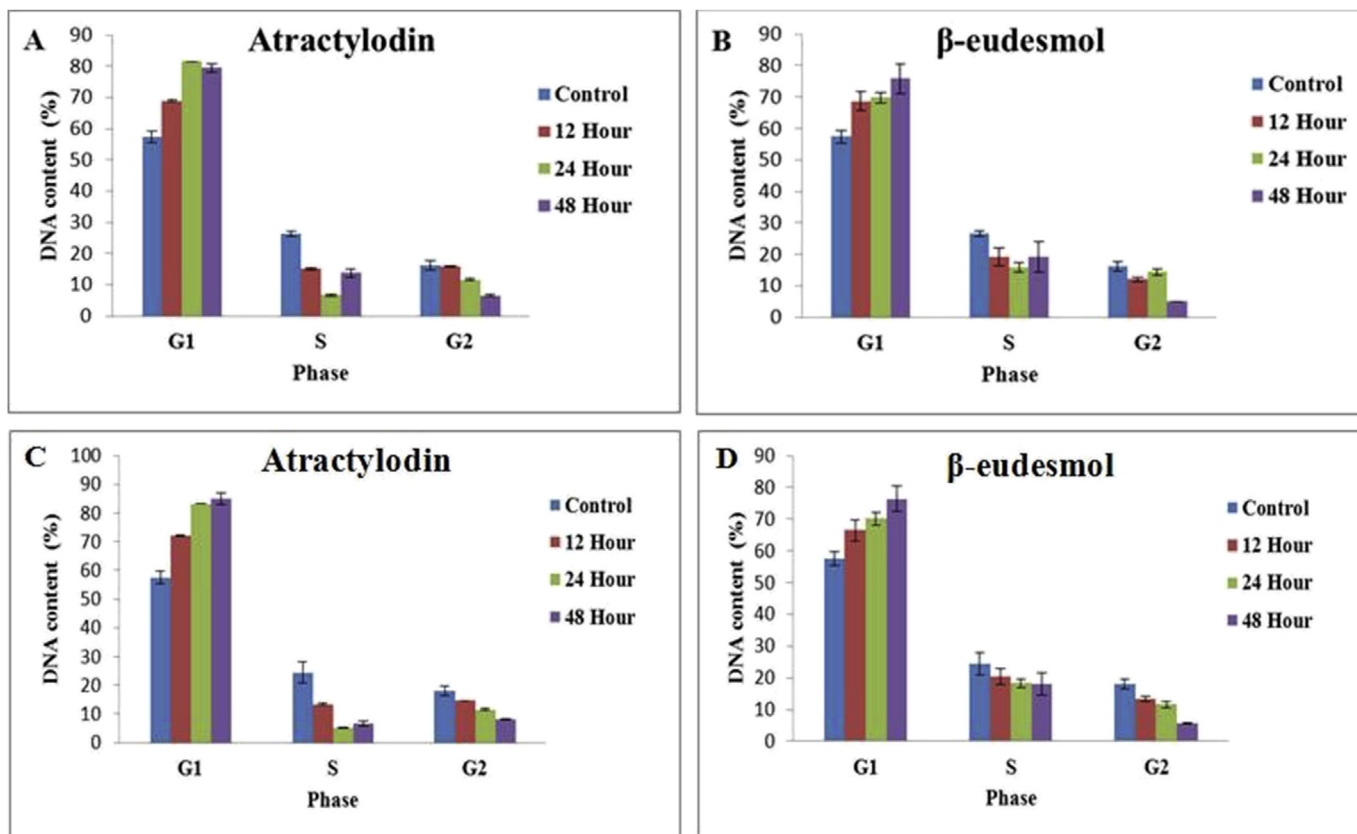 A
Atractylodin
DNA content (%)
90
80
70
60
50
40
30
20
10
0
G1
S
G2
Phase
Control
12 Hour
24 Hour
48 Hour
B
β-eudesmol
DNA content (%)
90
80
70
60
50
40
30
20
10
0
G1
S
G2
Phase
Control
12 Hour
24 Hour
48 Hour
C
Atractylodin
DNA content (%)
100
90
80
70
60
50
40
30
20
10
0
G1
S
G2
Phase
Control
12 Hour
24 Hour
48 Hour
D
β-eudesmol
DNA content (%)
90
80
70
60
50
40
30
20
10
0
G1
S
G2
Phase
Control
12 Hour
24 Hour
48 Hour